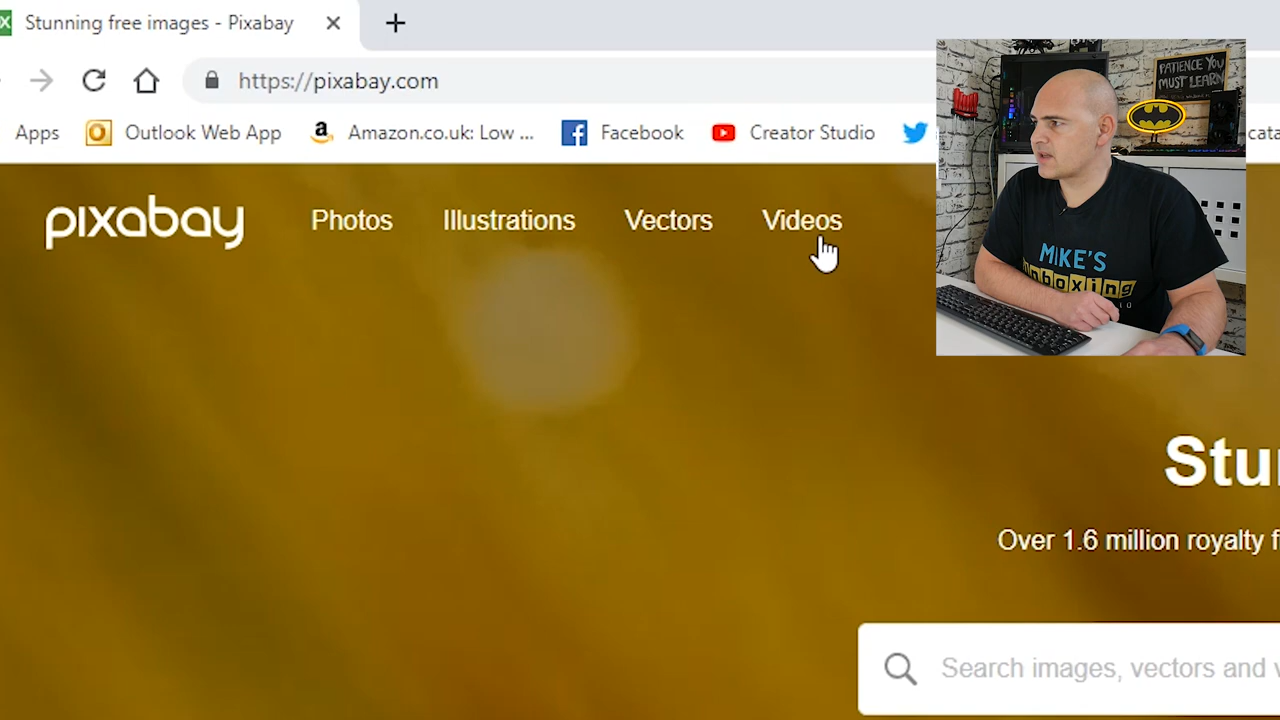 Stunning free images - Pixabay
https://pixabay.com
Apps Outlook Web App Amazon.co.uk: Low ... Facebook Creator Studio
pixabay Photos Illustrations Vectors Videos
PATIENCE YOU
MUST LEARN
MIKE'S
unboxing
Stu
Over 1.6 million royalty f
Search images, vectors and v